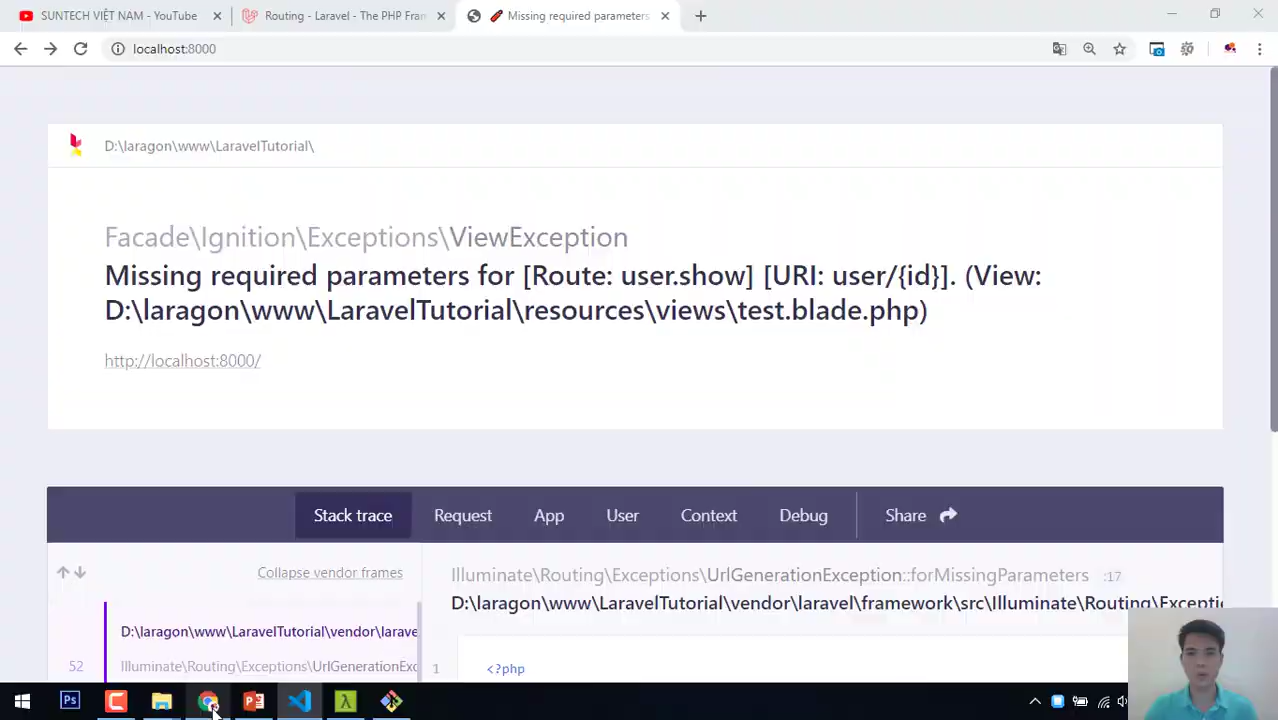 SUNTECH VIỆT NAM - YouTube
Routing - Laravel - The PHP Fram
Missing required parameters
localhost:8000
D:\laragon\www\LaravelTutorial\
Facade\Ignition\Exceptions\ViewException
Missing required parameters for [Route: user.show] [URI: user/{id}]. (View:
D:\laragon\www\LaravelTutorial\resources\views\test.blade.php)
http://localhost:8000/
Stack trace
Request
App
User
Context
Debug
Share
Collapse vendor frames
Illuminate\Routing\Exceptions\UrlGenerationException::forMissingParameters :17
D:\laragon\www\LaravelTutorial\vendor\laravel\framework\src\Illuminate\Routing\Exceptio
D:\laragon\www\LaravelTutorial\vendor\larave
52 Illuminate\Routing\Exceptions\UrlGenerationExc
1 <?php
Ps